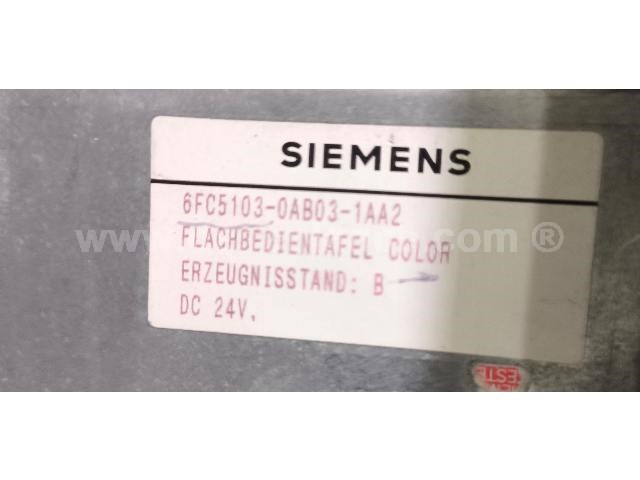 SIEMENS
6FC5103-0AB03-1AA2
FLACHBEDIENTAFEL COLOR
ERZEUGNISSTAND: B
DC 24V.